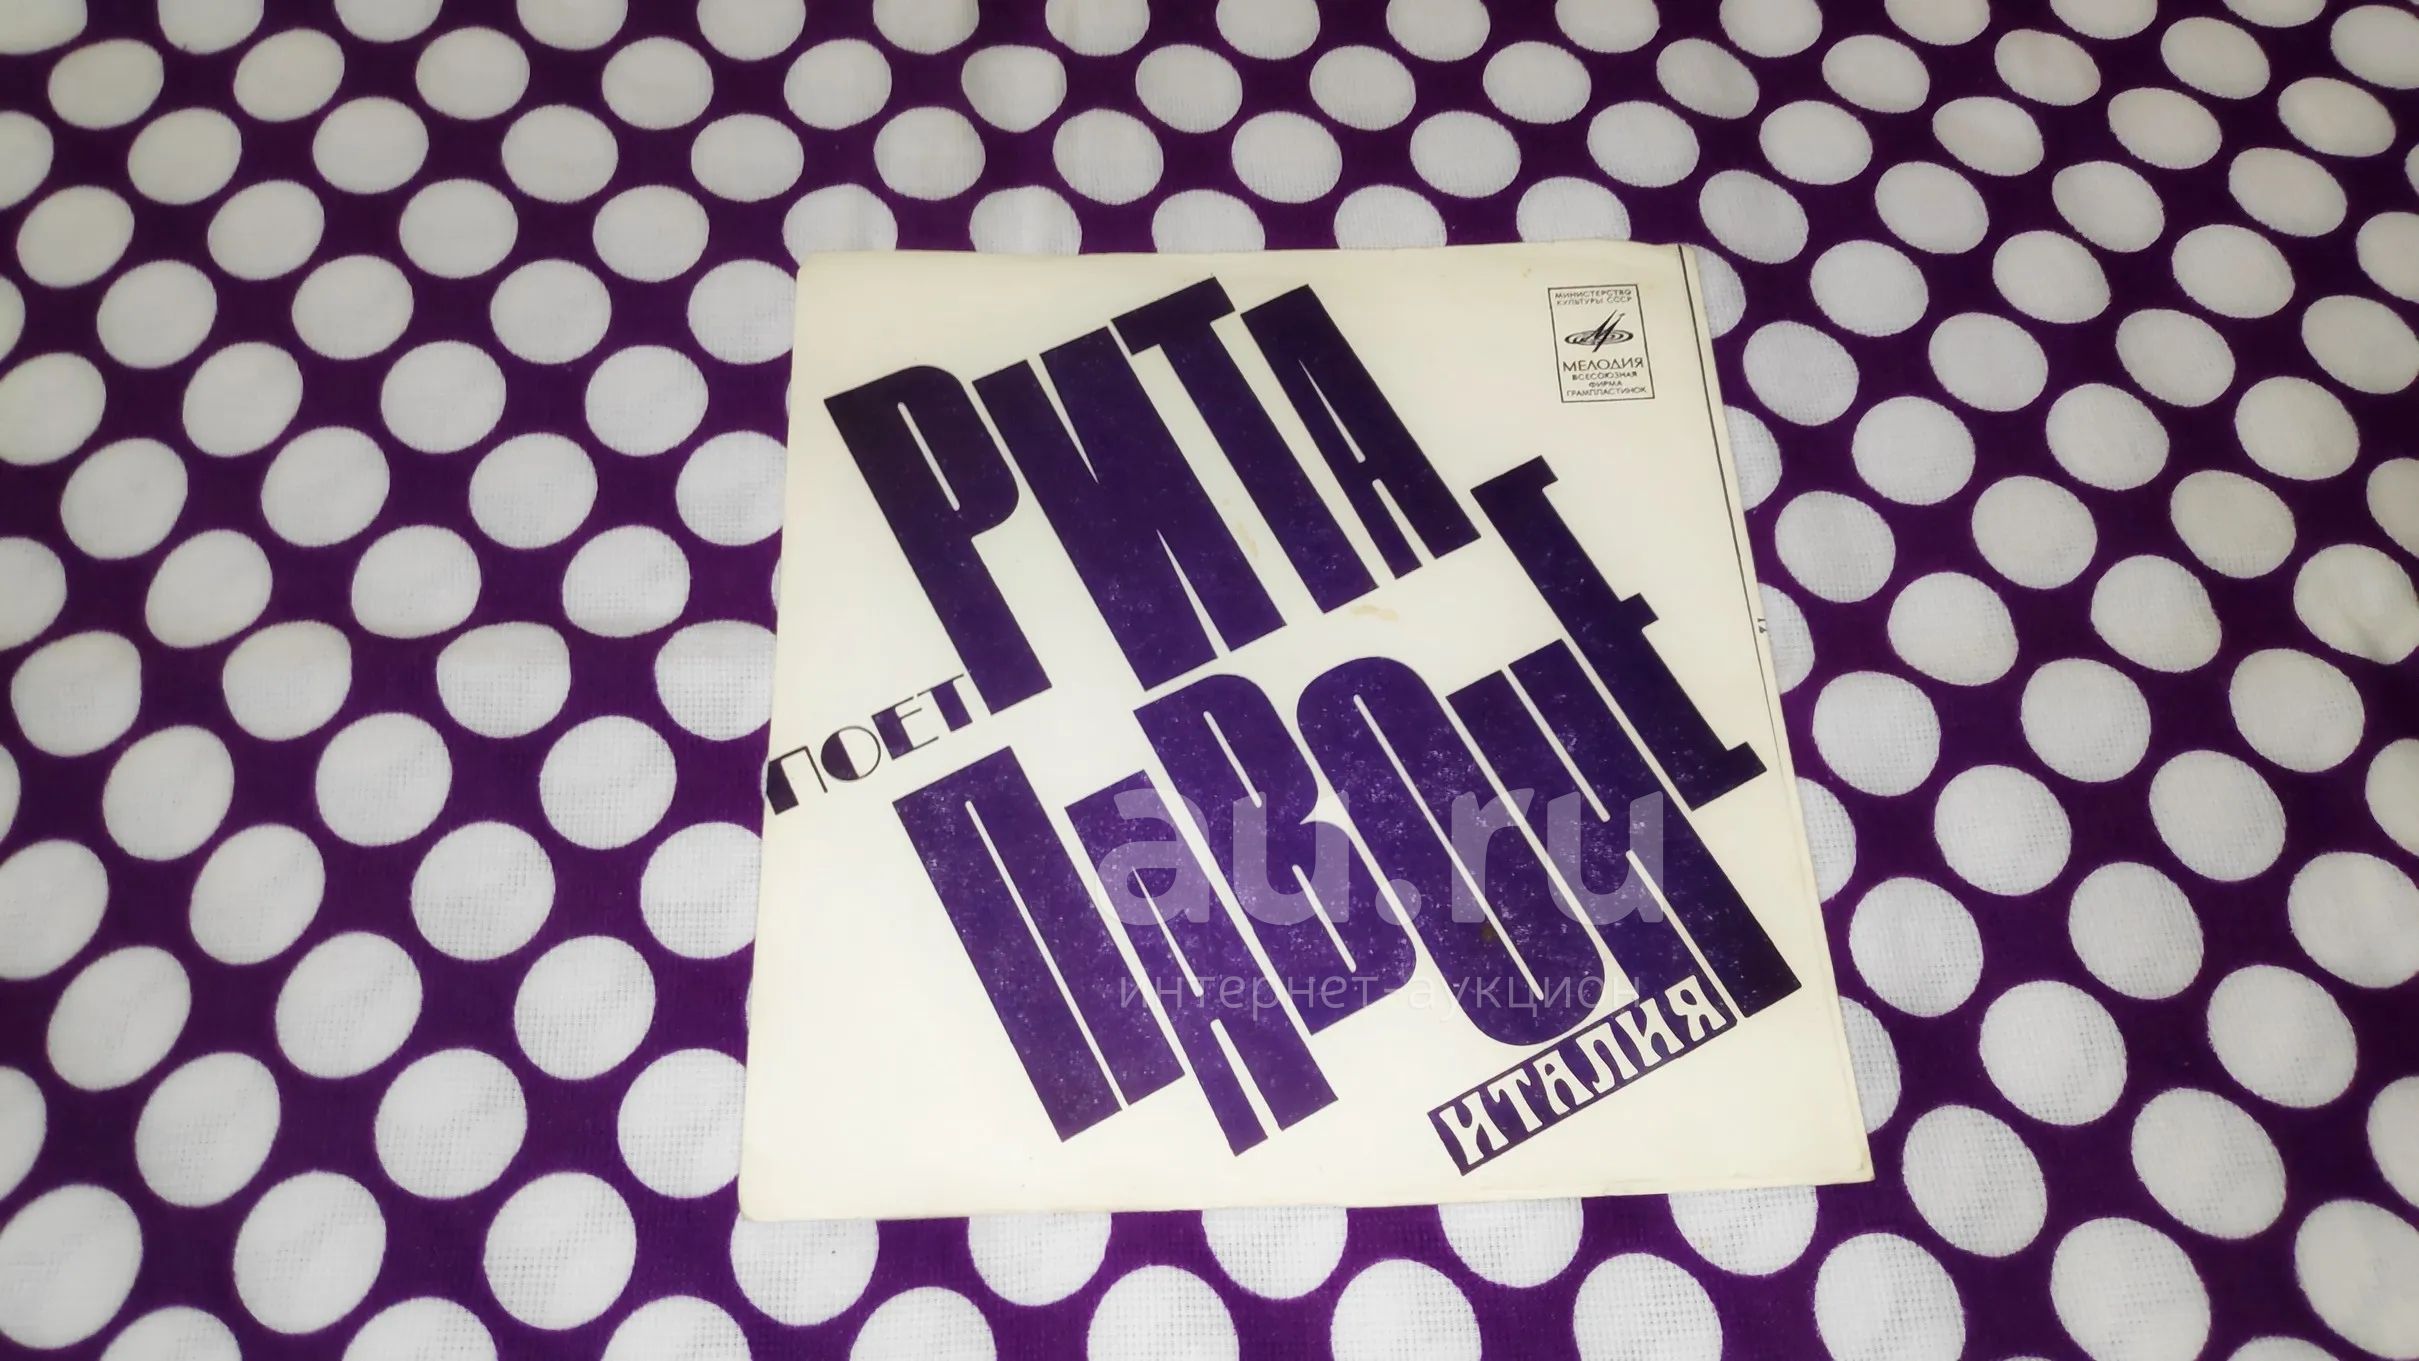 МИНИСТЕРСТВО
КУЛЬТУРЫ СССР
МЕЛОДИЯ
ВСЕСОЮЗНАЯ
ФИРМА
ГРАМПЛАСТИНОК
РИТА
ПОЕТ
ПАВОНЕ
ИТАЛИЯ
au.ru
интернет-аукцион